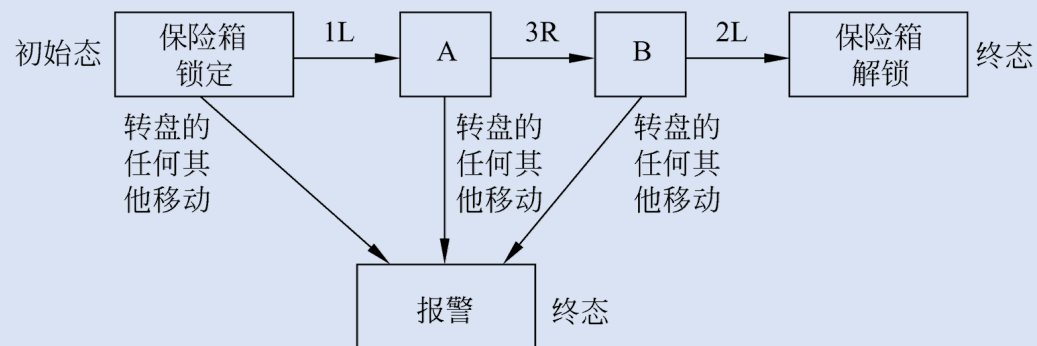 初始态
保险箱
锁定
1L
A
3R
B
2L
保险箱
解锁
终态
转盘的
任何其
他移动
转盘的
任何其
他移动
转盘的
任何其
他移动
报警
终态